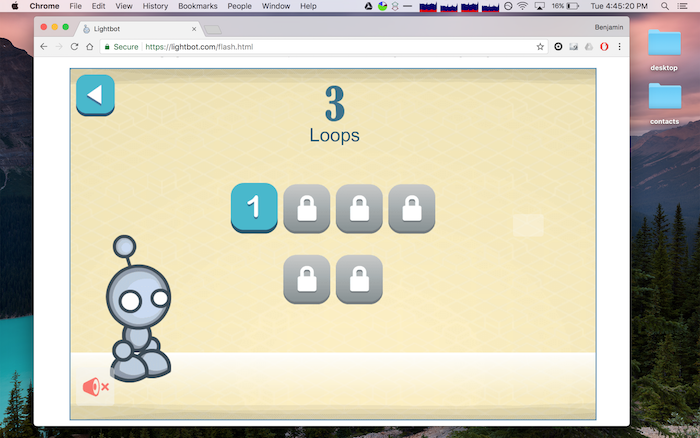 Chrome File Edit View History Bookmarks People Window Help 16% Tue 4:45:20 PM
Lightbot Benjamin
Secure https://lightbot.com/flash.html
desktop
contacts
3
Loops
1